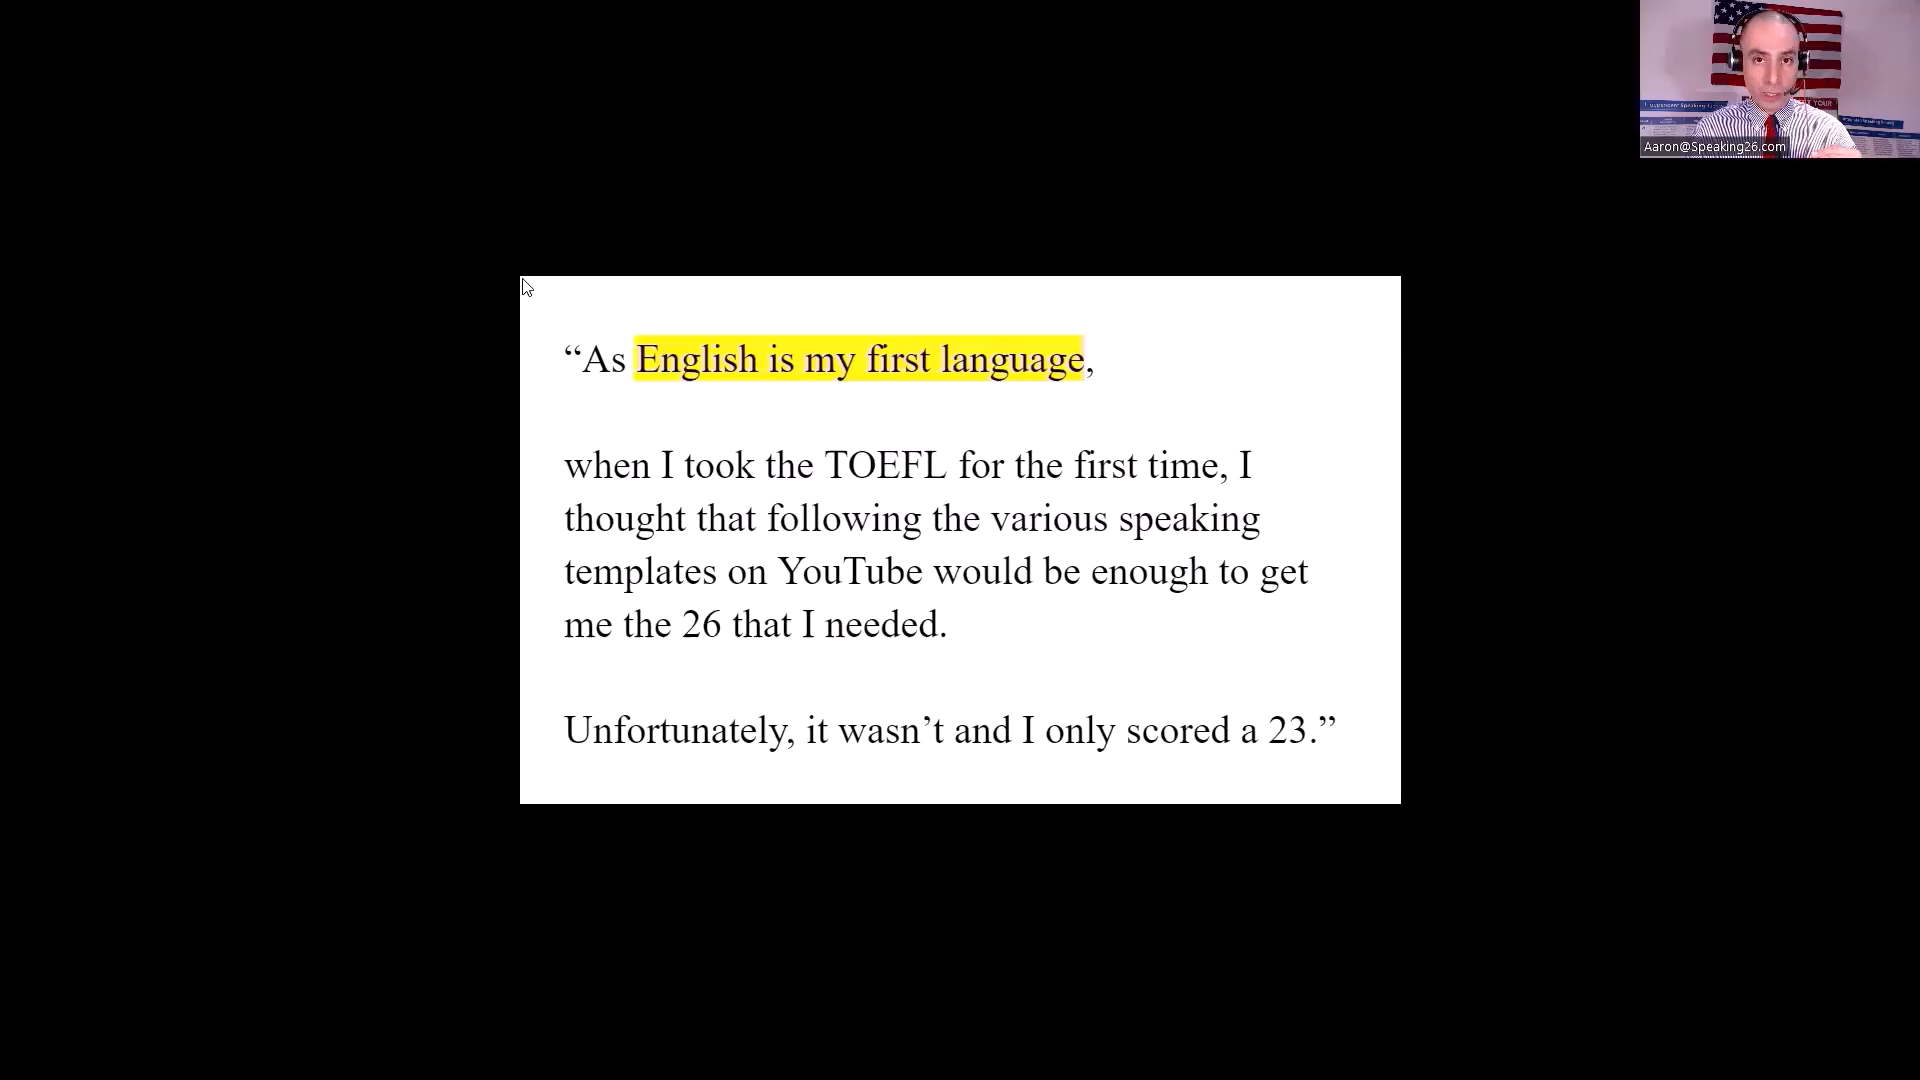 Aaron@Speaking26.com
“As English is my first language,
when I took the TOEFL for the first time, I
thought that following the various speaking
templates on YouTube would be enough to get
me the 26 that I needed.
Unfortunately, it wasn’t and I only scored a 23.”